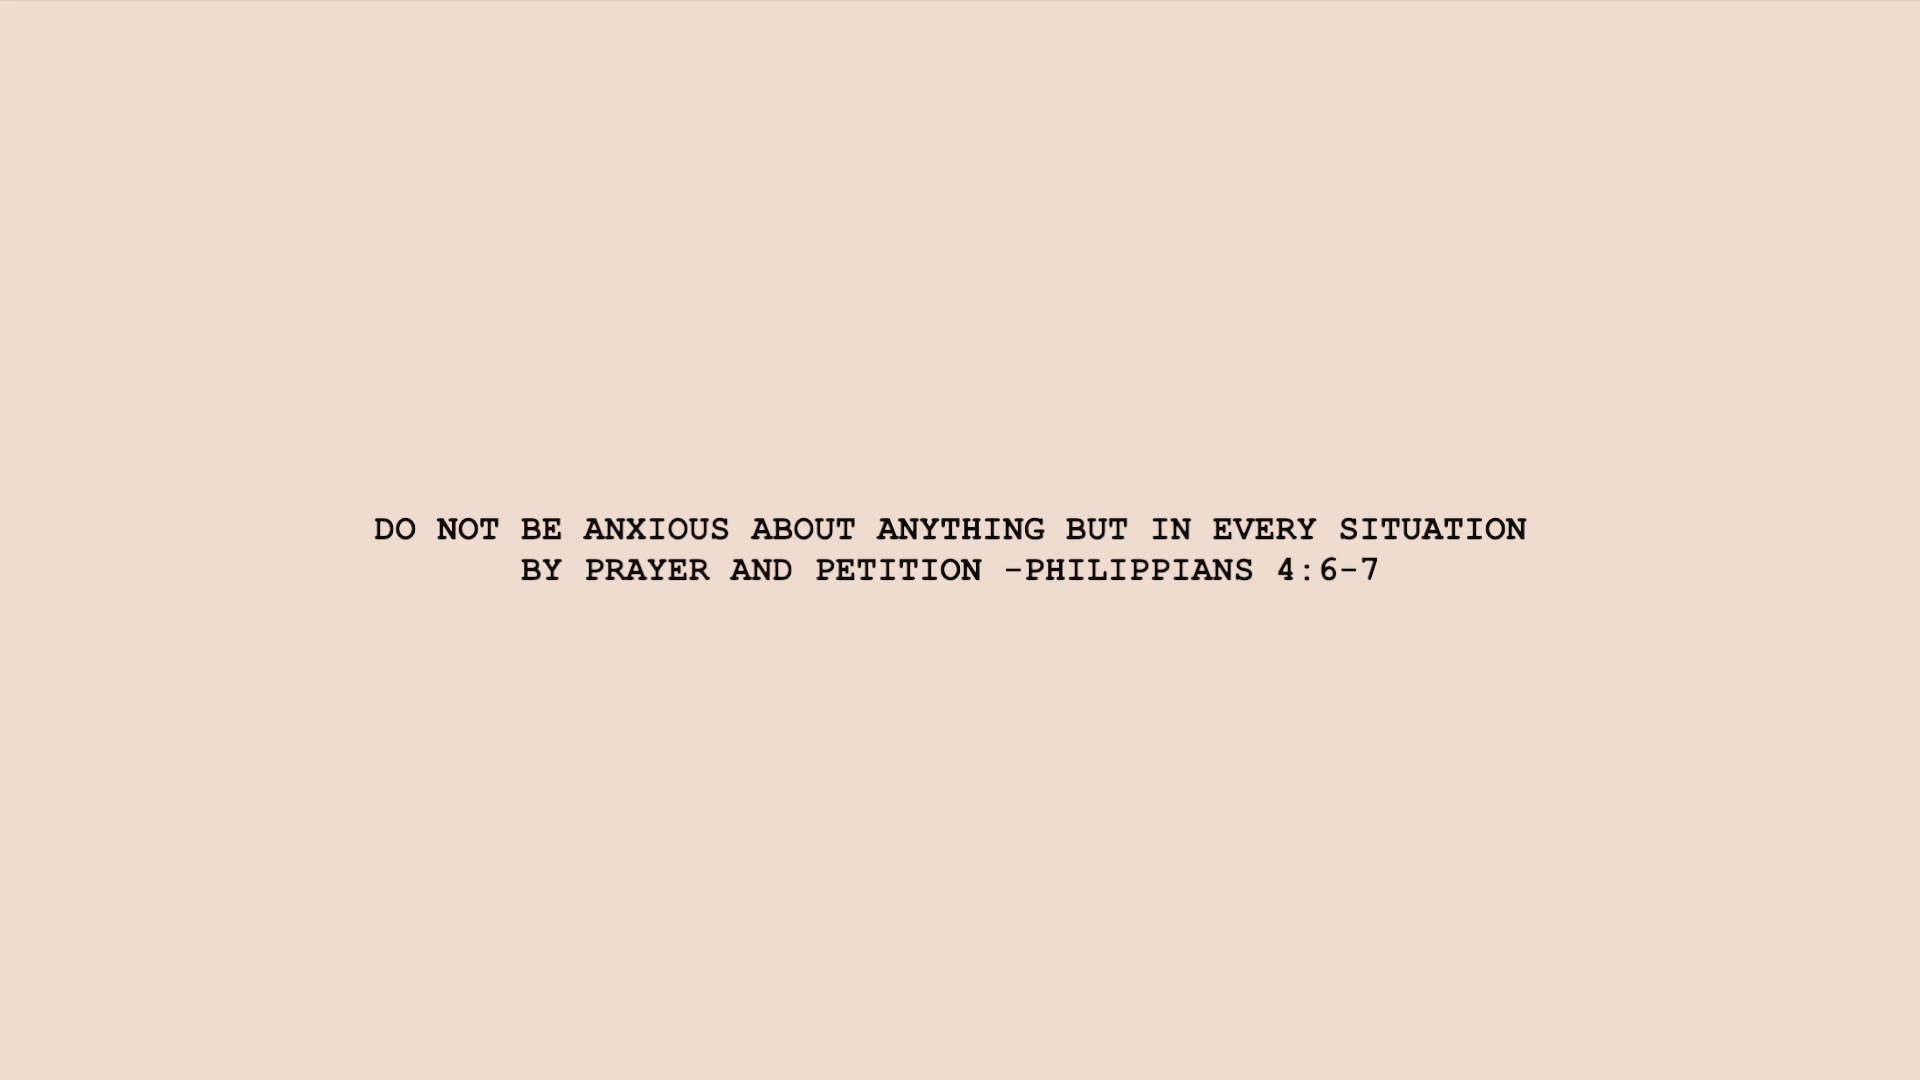 DO NOT BE ANXIOUS ABOUT ANYTHING BUT IN EVERY SITUATION
BY PRAYER AND PETITION -PHILIPPIANS 4:6-7